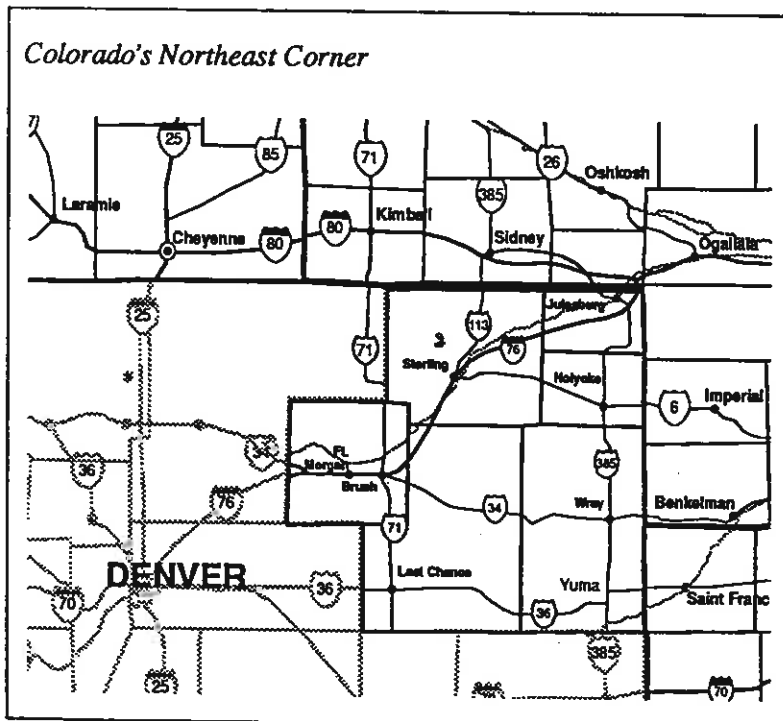 Colorado's Northeast Corner
25
85
71
26
Oshkosh
385
Laramie
Cheyenne
80
80
Kimball
Sidney
Ogallala
25
Julesburg
113
71
76
Sterling
Holyoke
6
Imperial
34
Ft.
Morgan
Brush
36
76
385
34
Wray
Benkelman
71
DENVER
36
Last Chance
Yuma
70
36
Saint Franc
25
385
70